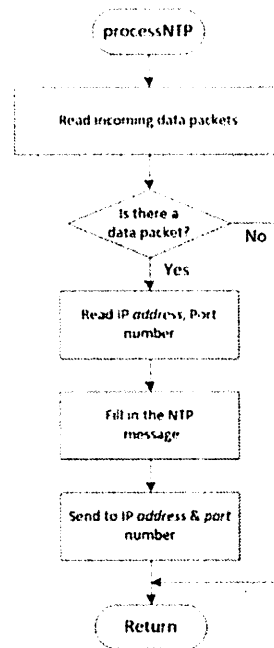 processNTP
Read incoming data packets
Is there a
data packet?
No
Yes
Read IP address, Port
number
Fill in the NTP
message
Send to IP address & port
number
Return